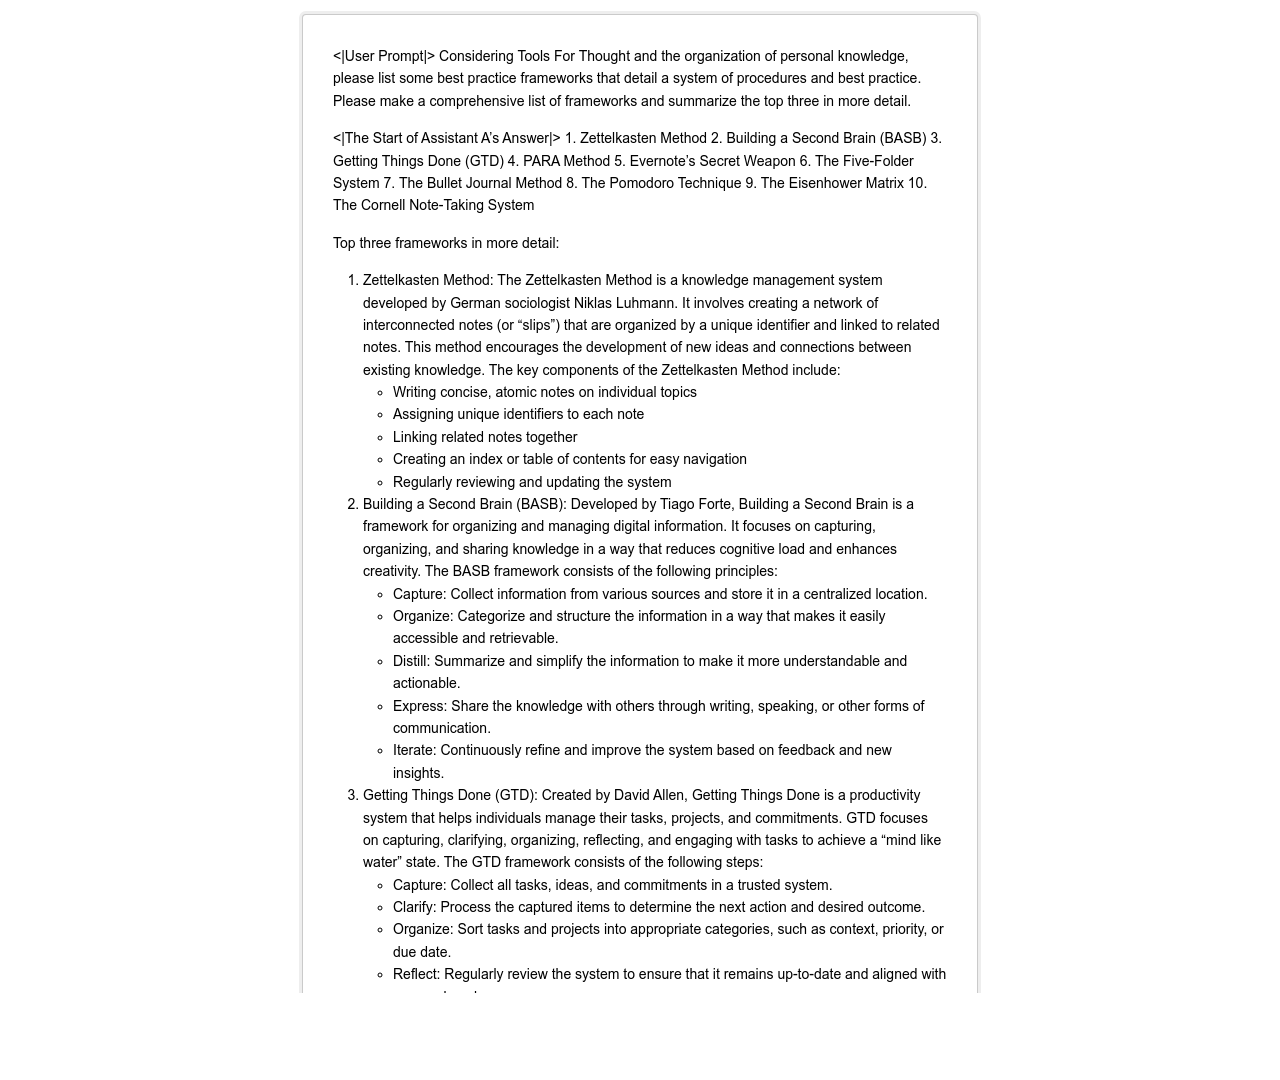 <|User Prompt|> Considering Tools For Thought and the organization of personal knowledge,
please list some best practice frameworks that detail a system of procedures and best practice.
Please make a comprehensive list of frameworks and summarize the top three in more detail.
<|The Start of Assistant A’s Answer|> 1. Zettelkasten Method 2. Building a Second Brain (BASB) 3.
Getting Things Done (GTD) 4. PARA Method 5. Evernote’s Secret Weapon 6. The Five-Folder
System 7. The Bullet Journal Method 8. The Pomodoro Technique 9. The Eisenhower Matrix 10.
The Cornell Note-Taking System
Top three frameworks in more detail:
1. Zettelkasten Method: The Zettelkasten Method is a knowledge management system
developed by German sociologist Niklas Luhmann. It involves creating a network of
interconnected notes (or “slips”) that are organized by a unique identifier and linked to related
notes. This method encourages the development of new ideas and connections between
existing knowledge. The key components of the Zettelkasten Method include:
◦ Writing concise, atomic notes on individual topics
◦ Assigning unique identifiers to each note
◦ Linking related notes together
◦ Creating an index or table of contents for easy navigation
◦ Regularly reviewing and updating the system
2. Building a Second Brain (BASB): Developed by Tiago Forte, Building a Second Brain is a
framework for organizing and managing digital information. It focuses on capturing,
organizing, and sharing knowledge in a way that reduces cognitive load and enhances
creativity. The BASB framework consists of the following principles:
◦ Capture: Collect information from various sources and store it in a centralized location.
◦ Organize: Categorize and structure the information in a way that makes it easily
accessible and retrievable.
◦ Distill: Summarize and simplify the information to make it more understandable and
actionable.
◦ Express: Share the knowledge with others through writing, speaking, or other forms of
communication.
◦ Iterate: Continuously refine and improve the system based on feedback and new
insights.
3. Getting Things Done (GTD): Created by David Allen, Getting Things Done is a productivity
system that helps individuals manage their tasks, projects, and commitments. GTD focuses
on capturing, clarifying, organizing, reflecting, and engaging with tasks to achieve a “mind like
water” state. The GTD framework consists of the following steps:
◦ Capture: Collect all tasks, ideas, and commitments in a trusted system.
◦ Clarify: Process the captured items to determine the next action and desired outcome.
◦ Organize: Sort tasks and projects into appropriate categories, such as context, priority, or
due date.
◦ Reflect: Regularly review the system to ensure that it remains up-to-date and aligned with